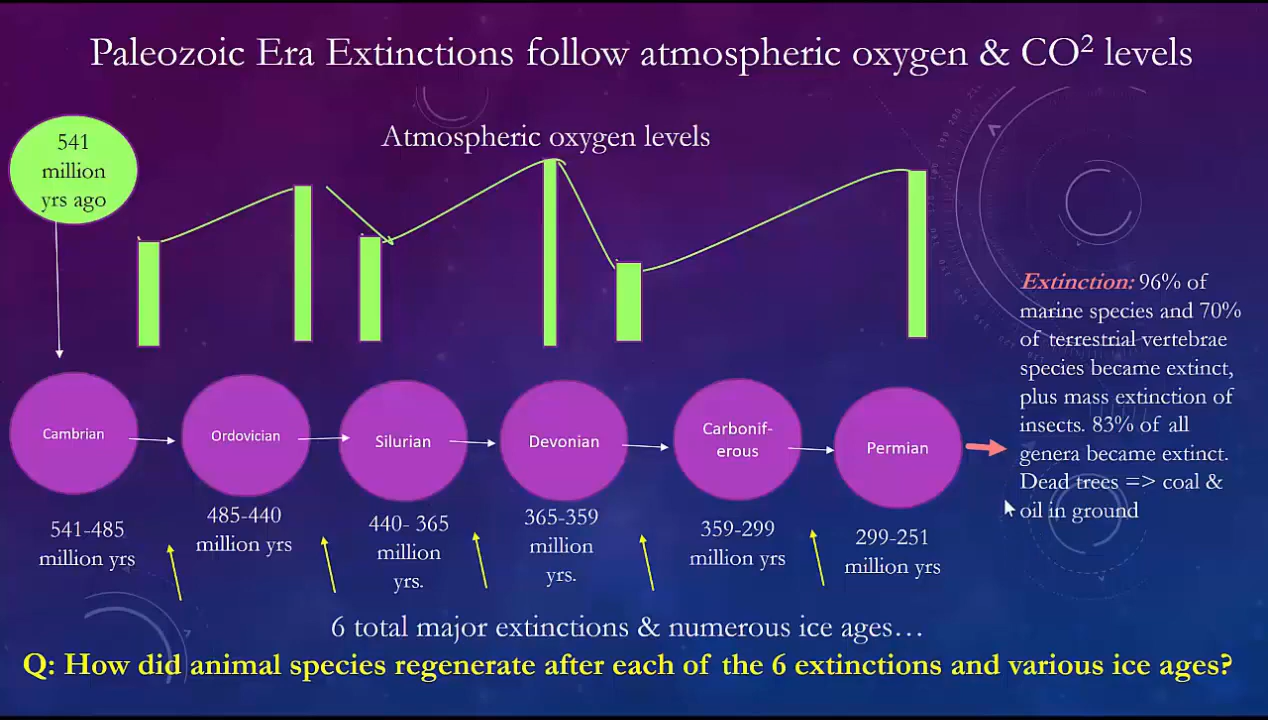 Paleozoic Era Extinctions follow atmospheric oxygen & CO² levels
541
million
yrs ago
Atmospheric oxygen levels
Extinction: 96% of
marine species and 70%
of terrestrial vertebrae
species became extinct,
plus mass extinction of
insects. 83% of all
genera became extinct.
Dead trees => coal &
oil in ground
Cambrian
Ordovician
Silurian
Devonian
Carbonif-
erous
Permian
541-485
million yrs
485-440
million yrs
440- 365
million
yrs.
365-359
million
yrs.
359-299
million yrs
299-251
million yrs
6 total major extinctions & numerous ice ages…
Q: How did animal species regenerate after each of the 6 extinctions and various ice ages?